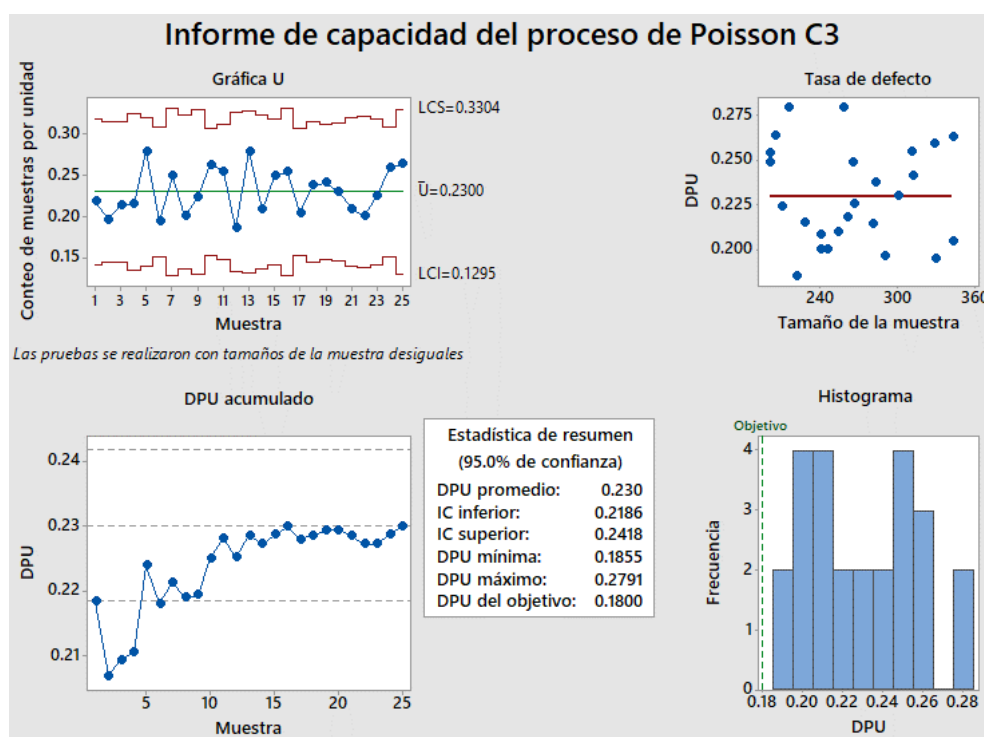 Informe de capacidad del proceso de Poisson C3
Gráfica U
Conteo de muestras por unidad
0.30
0.25
0.20
0.15
LCS=0.3304
U̅=0.2300
LCI=0.1295
1 3 5 7 9 11 13 15 17 19 21 23 25
Muestra
Las pruebas se realizaron con tamaños de la muestra desiguales
Tasa de defecto
DPU
0.275
0.250
0.225
0.200
240 300 360
Tamaño de la muestra
DPU acumulado
DPU
0.24
0.23
0.22
0.21
5 10 15 20 25
Muestra
Estadística de resumen
(95.0% de confianza)
DPU promedio: 0.230
IC inferior: 0.2186
IC superior: 0.2418
DPU mínima: 0.1855
DPU máximo: 0.2791
DPU del objetivo: 0.1800
Histograma
Objetivo
Frecuencia
4
3
2
1
0
0.18 0.20 0.22 0.24 0.26 0.28
DPU